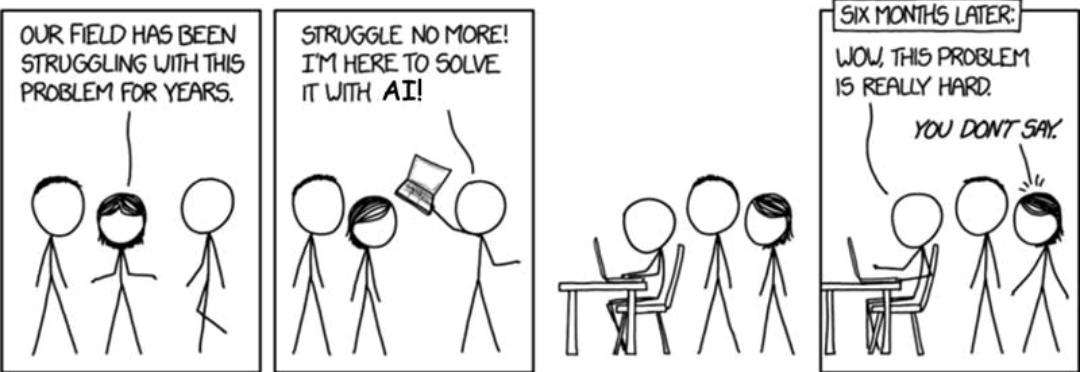 OUR FIELD HAS BEEN
STRUGGLING WITH THIS
PROBLEM FOR YEARS.
STRUGGLE NO MORE!
I'M HERE TO SOLVE
IT WITH AI!
SIX MONTHS LATER:
WOW, THIS PROBLEM
IS REALLY HARD.
YOU DON'T SAY.